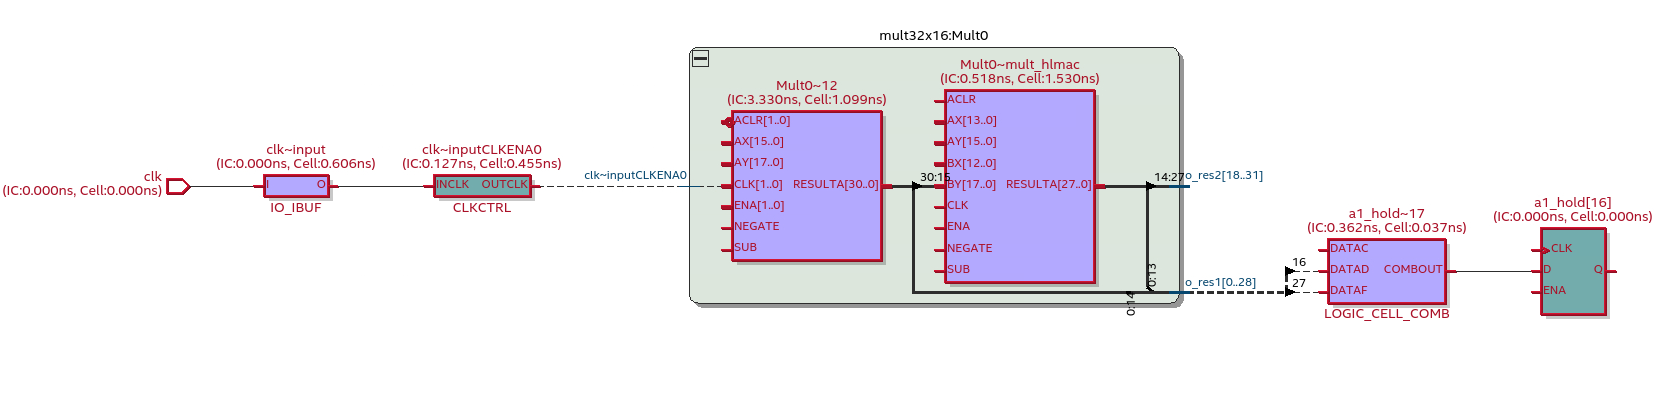 mult32x16:Mult0
Mult0~mult_hlmac
(IC:0.518ns, Cell:1.530ns)
Mult0~12
(IC:3.330ns, Cell:1.099ns)
clk
(IC:0.000ns, Cell:0.000ns)
clk~input
(IC:0.000ns, Cell:0.606ns)
I O
IO_IBUF
clk~inputCLKENA0
(IC:0.127ns, Cell:0.455ns)
INCLK OUTCLK
CLKCTRL
clk~inputCLKENA0
ACLR[1..0]
AX[15..0]
AY[17..0]
CLK[1..0] RESULTA[30..0]
ENA[1..0]
NEGATE
SUB
30:15
ACLR
AX[13..0]
AY[15..0]
BX[12..0]
BY[17..0] RESULTA[27..0]
CLK
ENA
NEGATE
SUB
14:27
o_res2[18..31]
0:13
0:14
o_res1[0..28]
16
27
a1_hold~17
(IC:0.362ns, Cell:0.037ns)
DATAC
DATAD COMBOUT
DATAF
LOGIC_CELL_COMB
a1_hold[16]
(IC:0.000ns, Cell:0.000ns)
CLK
D Q
ENA